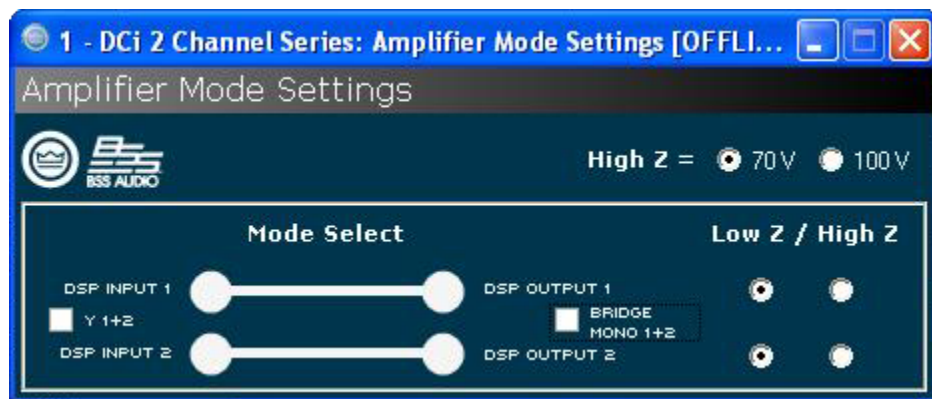 1 - DCi 2 Channel Series: Amplifier Mode Settings [OFFLI...
Amplifier Mode Settings
BSS AUDIO
High Z = 70V 100V
Mode Select
Low Z / High Z
DSP INPUT 1
DSP OUTPUT 1
Y 1+2
BRIDGE
MONO 1+2
DSP INPUT 2
DSP OUTPUT 2